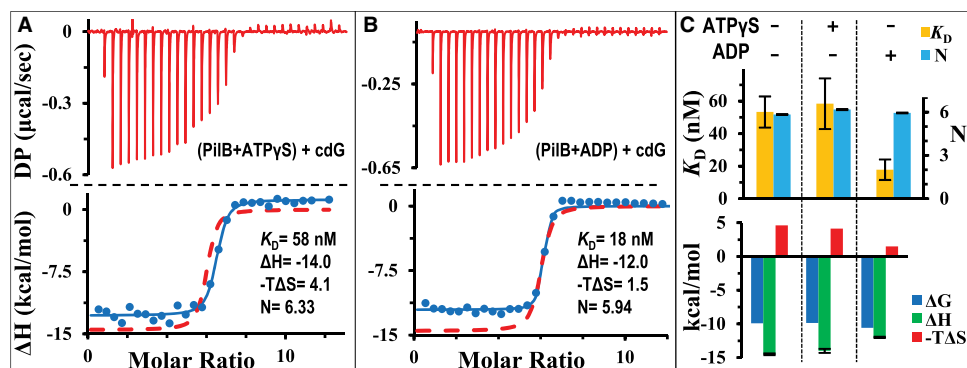 A
0
-0.3
-0.6
DP (μcal/sec)
(PilB+ATPγS) + cdG
0
-7.5
-15
ΔH (kcal/mol)
KD= 58 nM
ΔH= -14.0
-TΔS= 4.1
N= 6.33
0
10
Molar Ratio
B
0
-0.25
-0.65
(PilB+ADP) + cdG
0
-7.5
-15
KD= 18 nM
ΔH= -12.0
-TΔS= 1.5
N= 5.94
0
10
Molar Ratio
C
ATPγS – + –
ADP – – +
KD
N
60
40
20
0
KD (nM)
6
4
2
0
N
5
0
-5
-10
-15
kcal/mol
ΔG
ΔH
-TΔS